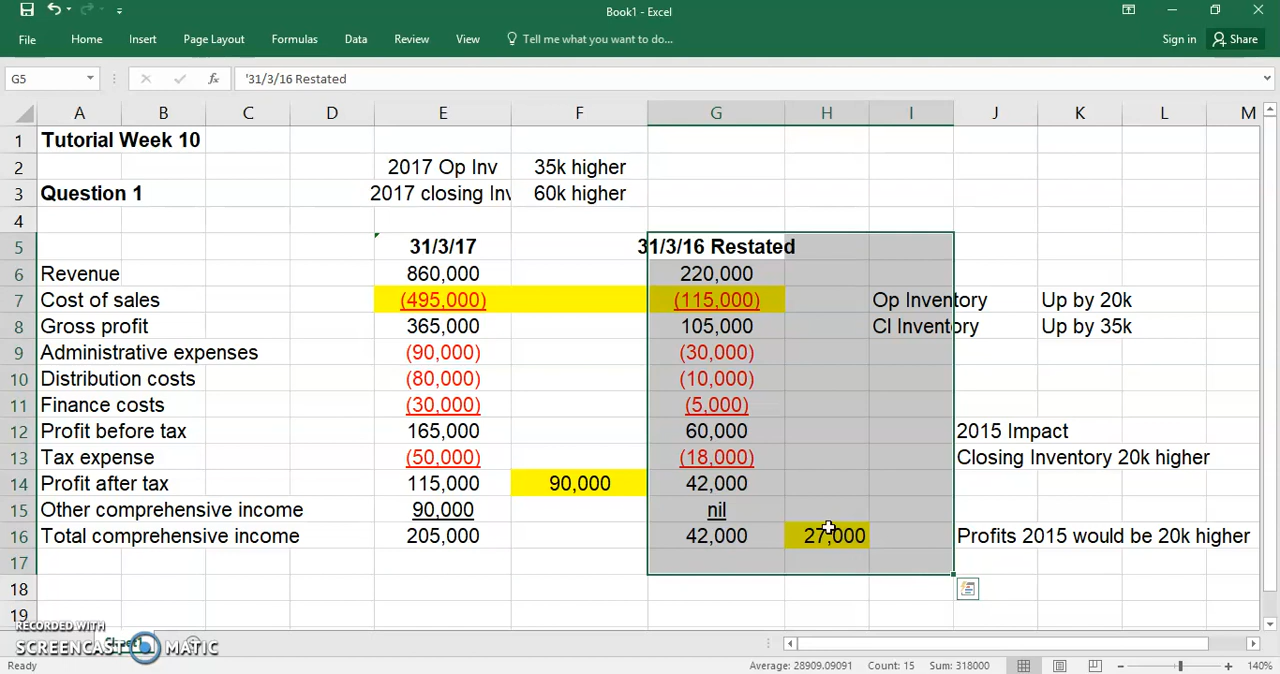 Book1 - Excel
File Home Insert Page Layout Formulas Data Review View Tell me what you want to do... Sign in Share
G5 fx '31/3/16 Restated
A B C D E F G H I J K L M
1 Tutorial Week 10
2 2017 Op Inv 35k higher
3 Question 1 2017 closing Inv 60k higher
4
5 31/3/17 31/3/16 Restated
6 Revenue 860,000 220,000
7 Cost of sales (495,000) (115,000) Op Inventory Up by 20k
8 Gross profit 365,000 105,000 Cl Inventory Up by 35k
9 Administrative expenses (90,000) (30,000)
10 Distribution costs (80,000) (10,000)
11 Finance costs (30,000) (5,000)
12 Profit before tax 165,000 60,000 2015 Impact
13 Tax expense (50,000) (18,000) Closing Inventory 20k higher
14 Profit after tax 115,000 90,000 42,000
15 Other comprehensive income 90,000 nil
16 Total comprehensive income 205,000 42,000 27,000 Profits 2015 would be 20k higher
17
18
19
RECORDED WITH
SCREENCAST MATIC
Ready Average: 28909.09091 Count: 15 Sum: 318000 140%